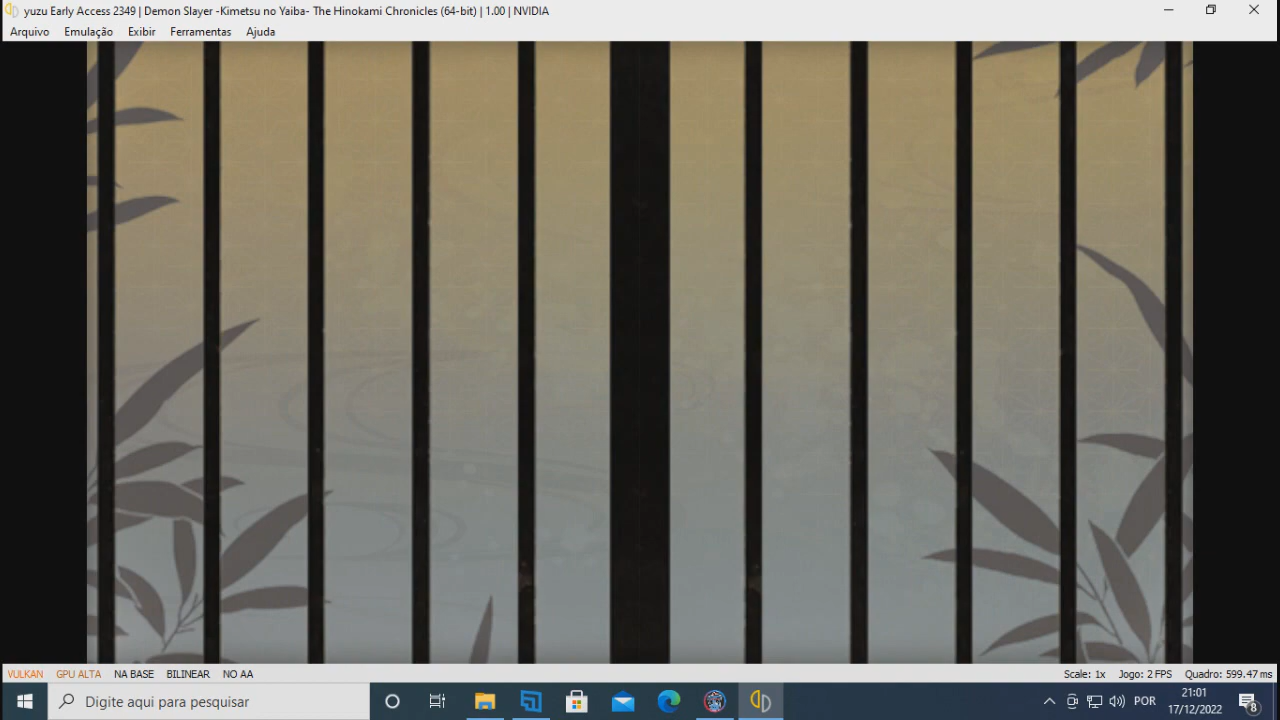 yuzu Early Access 2349 | Demon Slayer -Kimetsu no Yaiba- The Hinokami Chronicles (64-bit) | 1.00 | NVIDIA
Arquivo Emulação Exibir Ferramentas Ajuda
VULKAN GPU ALTA NA BASE BILINEAR NO AA Scale: 1x Jogo: 2 FPS Quadro: 599.47 ms
Digite aqui para pesquisar
POR
21:01
17/12/2022
8